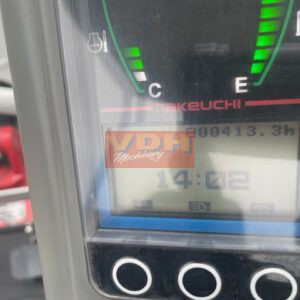 C E
TAKEUCHI
000413.3h
VDH
Machinery
14:02